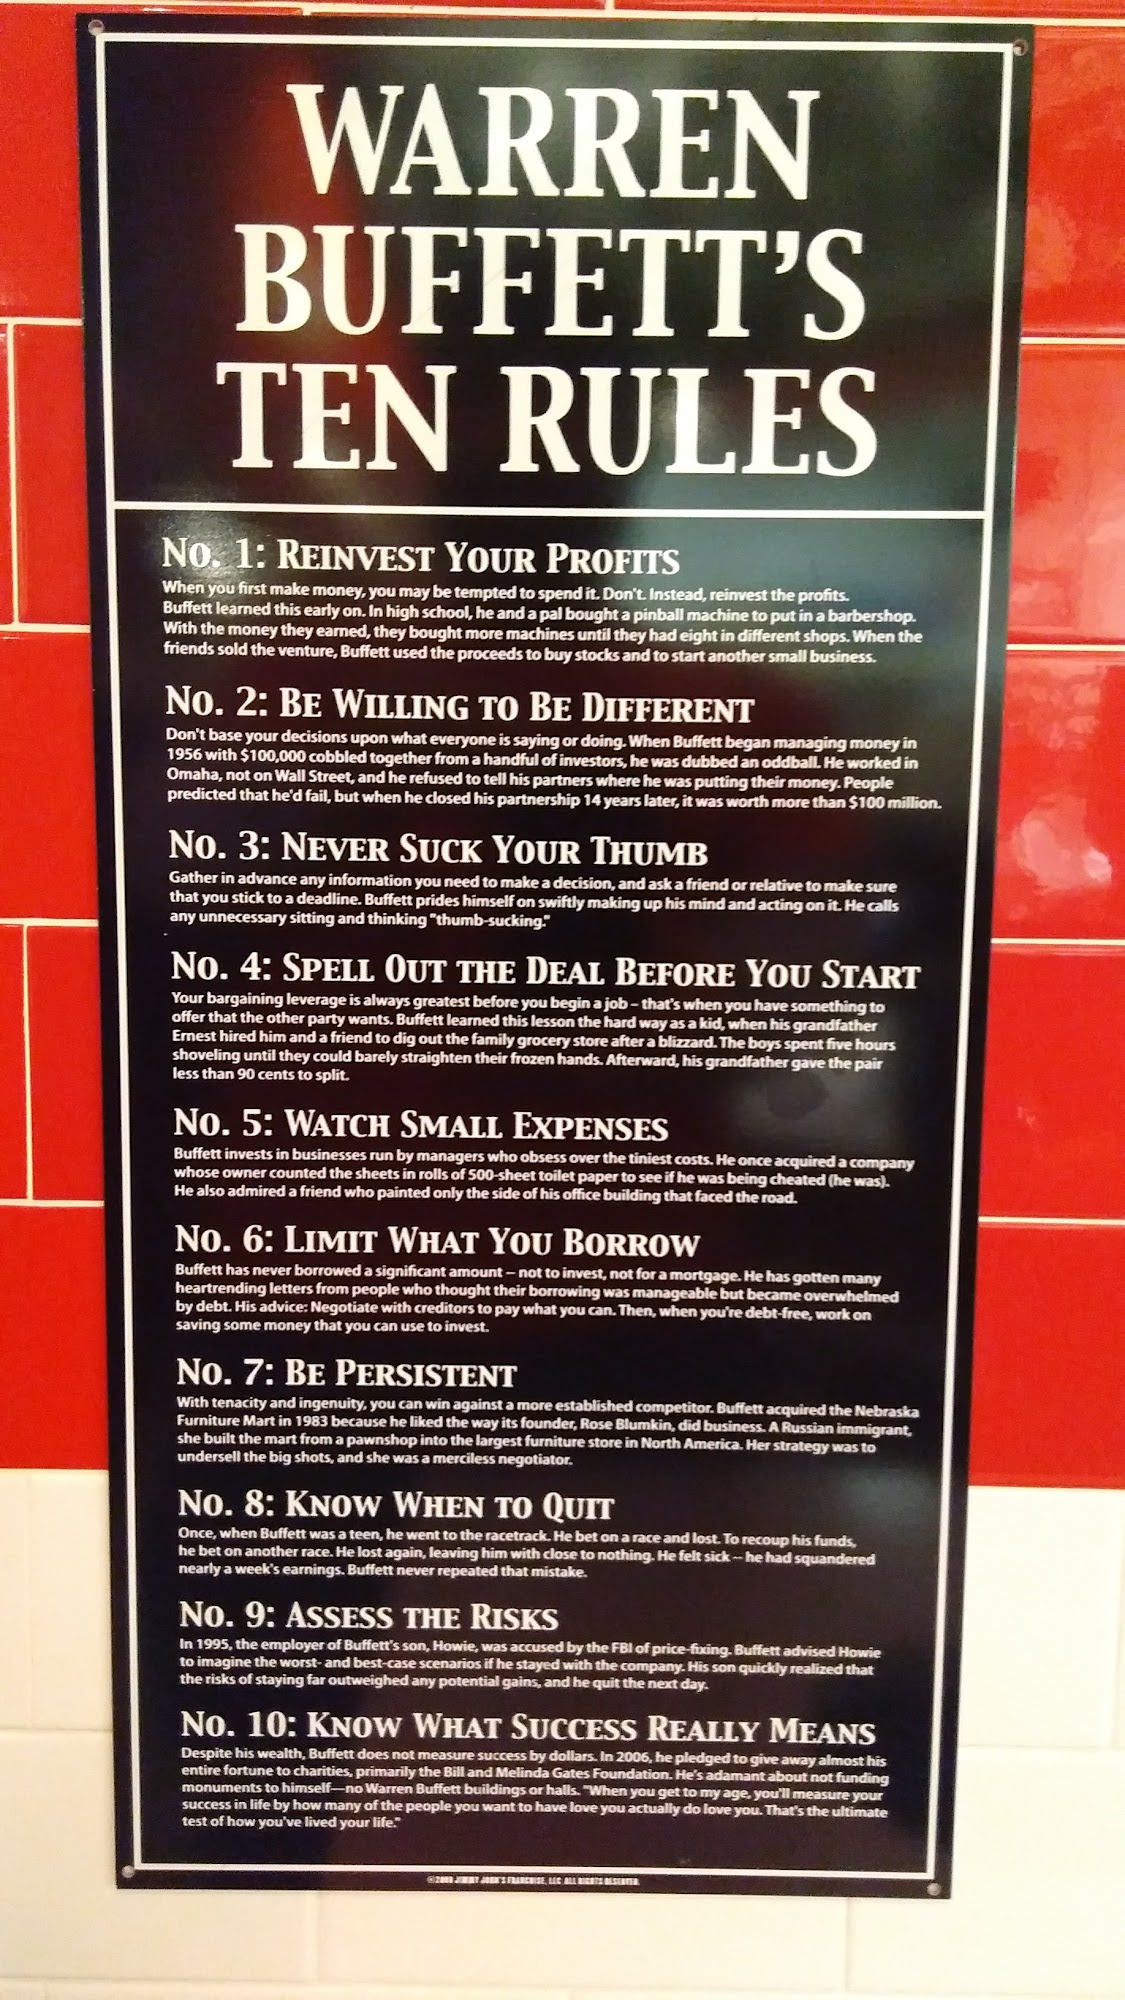 WARREN
BUFFETT'S
TEN RULES
No. 1: Reinvest Your Profits
When you first make money, you may be tempted to spend it. Don't. Instead, reinvest the profits.
Buffett learned this early on. In high school, he and a pal bought a pinball machine to put in a barbershop.
With the money they earned, they bought more machines until they had eight in different shops. When the
friends sold the venture, Buffett used the proceeds to buy stocks and to start another small business.
No. 2: Be Willing to Be Different
Don't base your decisions upon what everyone is saying or doing. When Buffett began managing money in
1956 with $100,000 cobbled together from a handful of investors, he was dubbed an oddball. He worked in
Omaha, not on Wall Street, and he refused to tell his partners where he was putting their money. People
predicted that he'd fail, but when he closed his partnership 14 years later, it was worth more than $100 million.
No. 3: Never Suck Your Thumb
Gather in advance any information you need to make a decision, and ask a friend or relative to make sure
that you stick to a deadline. Buffett prides himself on swiftly making up his mind and acting on it. He calls
any unnecessary sitting and thinking "thumb-sucking."
No. 4: Spell Out the Deal Before You Start
Your bargaining leverage is always greatest before you begin a job – that's when you have something to
offer that the other party wants. Buffett learned this lesson the hard way as a kid, when his grandfather
Ernest hired him and a friend to dig out the family grocery store after a blizzard. The boys spent five hours
shoveling until they could barely straighten their frozen hands. Afterward, his grandfather gave the pair
less than 90 cents to split.
No. 5: Watch Small Expenses
Buffett invests in businesses run by managers who obsess over the tiniest costs. He once acquired a company
whose owner counted the sheets in rolls of 500-sheet toilet paper to see if he was being cheated (he was).
He also admired a friend who painted only the side of his office building that faced the road.
No. 6: Limit What You Borrow
Buffett has never borrowed a significant amount – not to invest, not for a mortgage. He has gotten many
heartrending letters from people who thought their borrowing was manageable but became overwhelmed
by debt. His advice: Negotiate with creditors to pay what you can. Then, when you're debt-free, work on
saving some money that you can use to invest.
No. 7: Be Persistent
With tenacity and ingenuity, you can win against a more established competitor. Buffett acquired the Nebraska
Furniture Mart in 1983 because he liked the way its founder, Rose Blumkin, did business. A Russian immigrant,
she built the mart from a pawnshop into the largest furniture store in North America. Her strategy was to
undersell the big shots, and she was a merciless negotiator.
No. 8: Know When to Quit
Once, when Buffett was a teen, he went to the racetrack. He bet on a race and lost. To recoup his funds,
he bet on another race. He lost again, leaving him with close to nothing. He felt sick -- he had squandered
nearly a week's earnings. Buffett never repeated that mistake.
No. 9: Assess the Risks
In 1995, the employer of Buffett's son, Howie, was accused by the FBI of price-fixing. Buffett advised Howie
to imagine the worst- and best-case scenarios if he stayed with the company. His son quickly realized that
the risks of staying far outweighed any potential gains, and he quit the next day.
No. 10: Know What Success Really Means
Despite his wealth, Buffett does not measure success by dollars. In 2006, he pledged to give away almost his
entire fortune to charities, primarily the Bill and Melinda Gates Foundation. He's adamant about not funding
monuments to himself—no Warren Buffett buildings or halls. "When you get to my age, you'll measure your
success in life by how many of the people you want to have love you actually do love you. That's the ultimate
test of how you've lived your life."
JIMMY JOHN'S FRANCHISE, LLC ALL RIGHTS RESERVED.